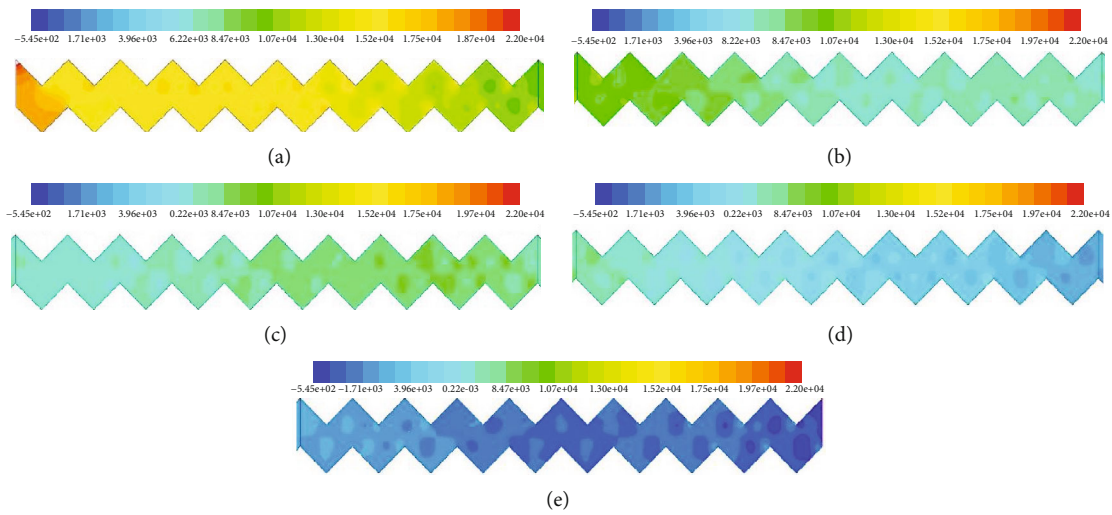 −5.45e+02 1.71e+03 3.96e+03 6.22e+03 8.47e+03 1.07e+04 1.30e+04 1.52e+04 1.75e+04 1.87e+04 2.20e+04
(a)
−5.45e+02 1.71e+03 3.96e+03 8.22e+03 8.47e+03 1.07e+04 1.30e+04 1.52e+04 1.75e+04 1.97e+04 2.20e+04
(b)
−5.45e+02 1.71e+03 3.96e+03 0.22e+03 8.47e+03 1.07e+04 1.30e+04 1.52e+04 1.75e+04 1.97e+04 2.20e+04
(c)
−5.45e+02 1.71e+03 3.96e+03 0.22e+03 8.47e+03 1.07e+04 1.30e+04 1.52e+04 1.75e+04 1.97e+04 2.20e+04
(d)
−5.45e+02 −1.71e+03 3.96e+03 0.22e-03 8.47e+03 1.07e+04 1.30e+04 1.52e+04 1.75e+04 1.97e+04 2.20e+04
(e)